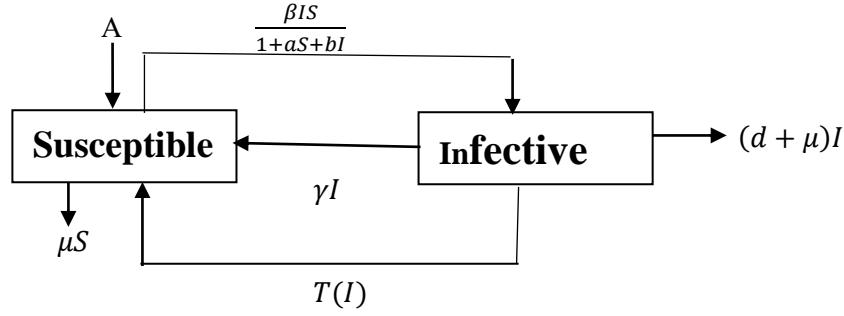 A
βIS
1+aS+bI
Susceptible
Infective
(d + μ)I
γI
μS
T(I)